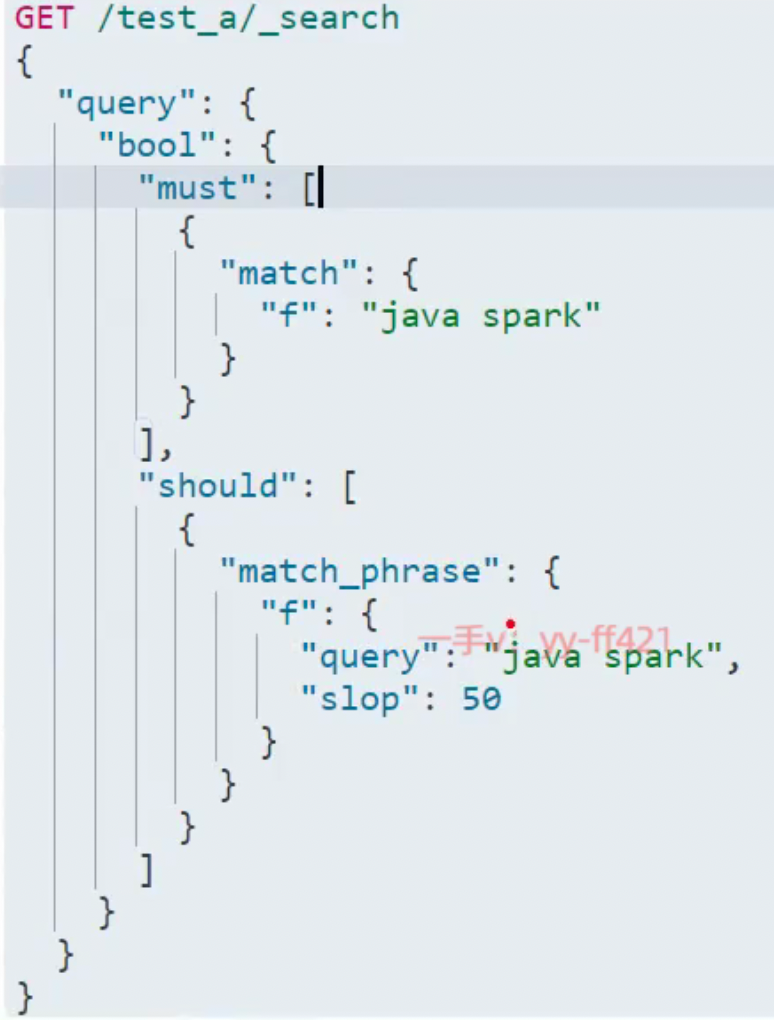 GET /test_a/_search
{
  "query": {
    "bool": {
      "must": [
        {
          "match": {
            "f": "java spark"
          }
        }
      ],
      "should": [
        {
          "match_phrase": {
            "f": {
一手v: yy-ff421
              "query": "java spark",
              "slop": 50
            }
          }
        }
      ]
    }
  }
}